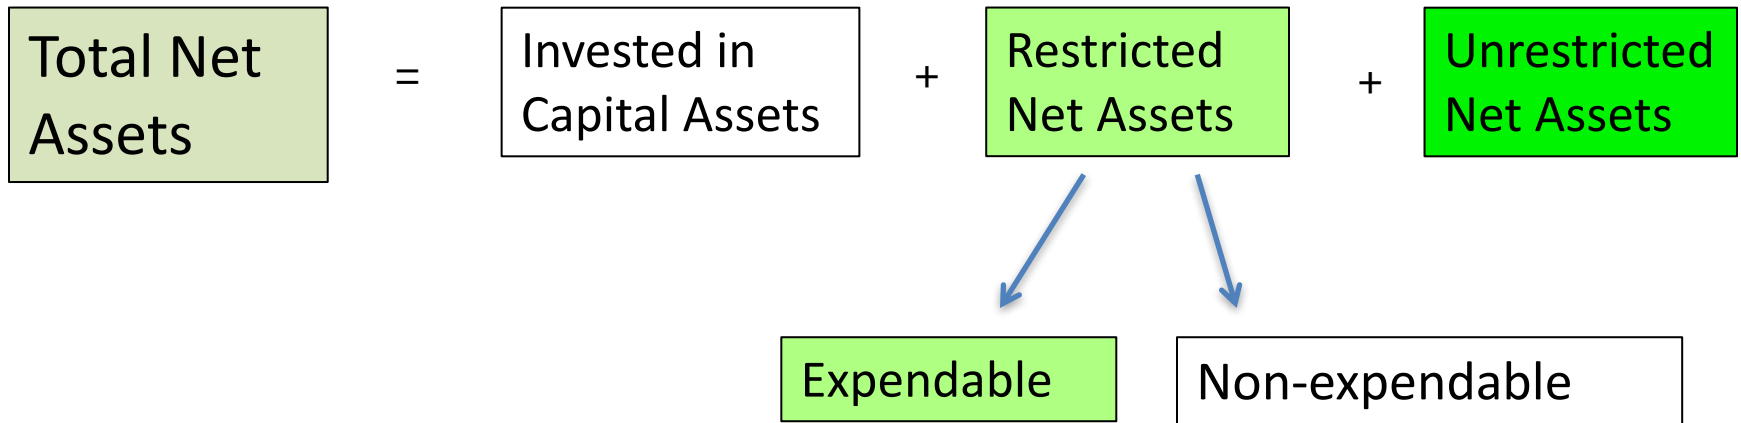 Total Net
Assets
=
Invested in
Capital Assets
+
Restricted
Net Assets
+
Unrestricted
Net Assets
Expendable
Non-expendable